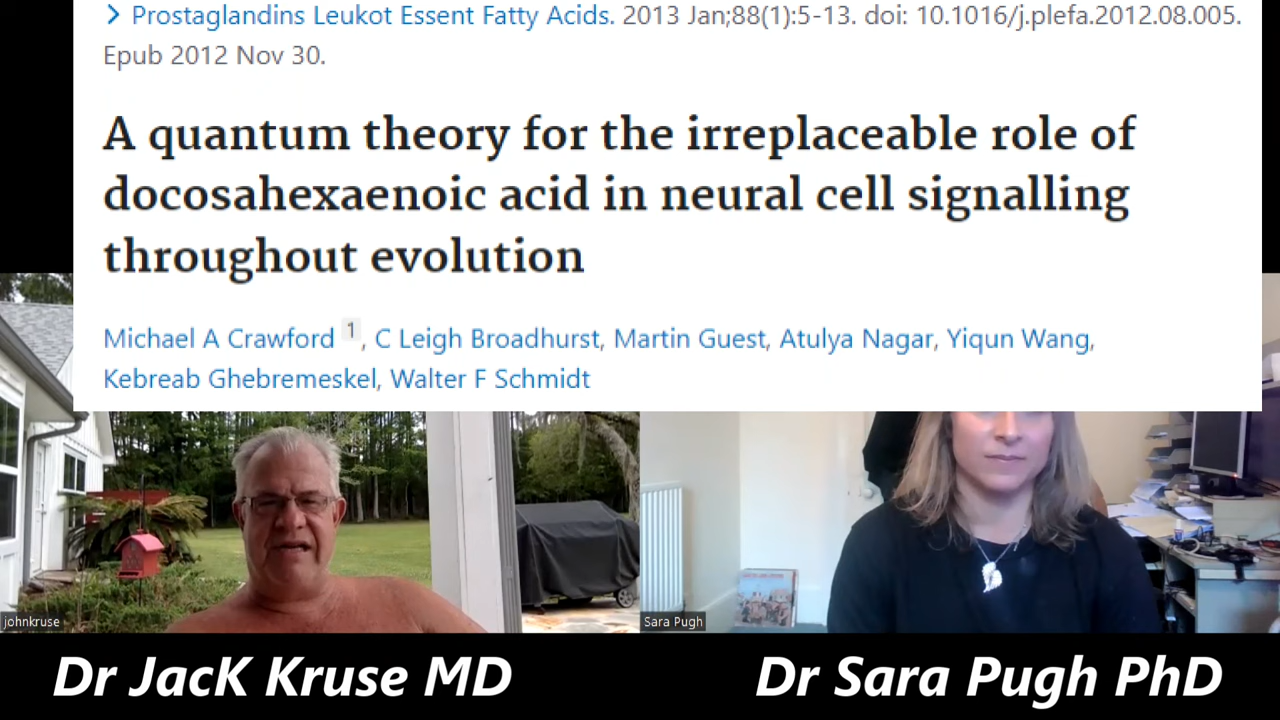 > Prostaglandins Leukot Essent Fatty Acids. 2013 Jan;88(1):5-13. doi: 10.1016/j.plefa.2012.08.005.
Epub 2012 Nov 30.
A quantum theory for the irreplaceable role of
docosahexaenoic acid in neural cell signalling
throughout evolution
Michael A Crawford 1, C Leigh Broadhurst, Martin Guest, Atulya Nagar, Yiqun Wang,
Kebreab Ghebremeskel, Walter F Schmidt
johnkruse
Sara Pugh
Dr JacK Kruse MD
Dr Sara Pugh PhD